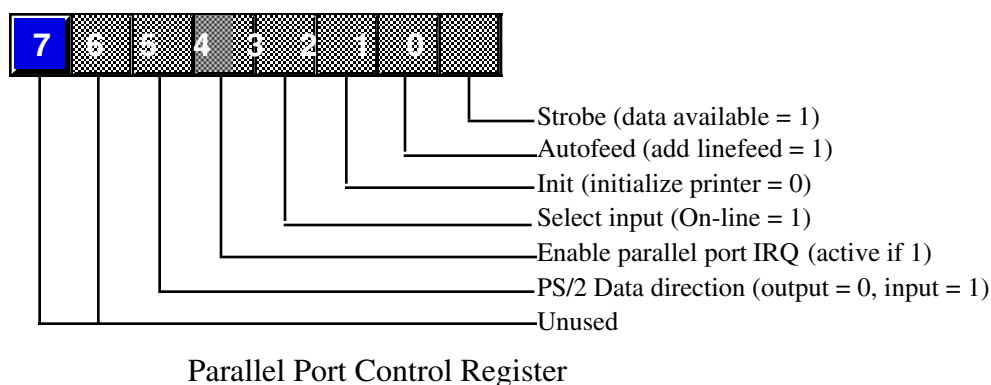 7 6 5 4 3 2 1 0
Strobe (data available = 1)
Autofeed (add linefeed = 1)
Init (initialize printer = 0)
Select input (On-line = 1)
Enable parallel port IRQ (active if 1)
PS/2 Data direction (output = 0, input = 1)
Unused
Parallel Port Control Register